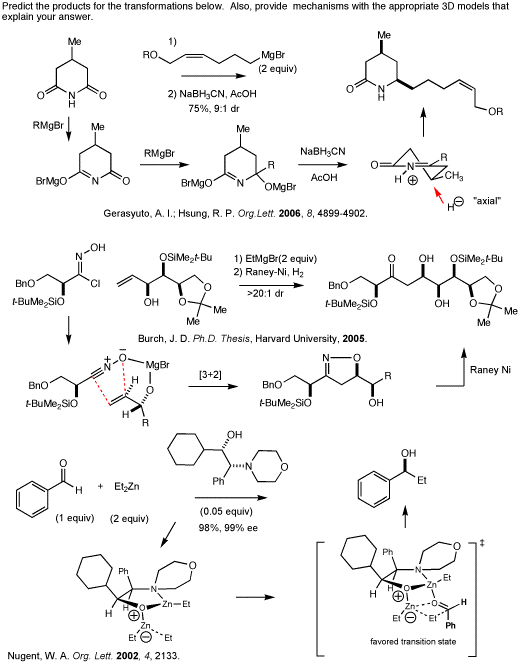 Predict the products for the transformations below. Also, provide mechanisms with the appropriate 3D models that
explain your answer.
Me
O N O
H
1)
RO MgBr
(2 equiv)
2) NaBH3CN, AcOH
75%, 9:1 dr
Me
O N
H
OR
RMgBr
Me
BrMgO N O
RMgBr
Me
R
BrMgO N OMgBr
NaBH3CN
AcOH
O R
N
H ⊕ CH3
H⊖ "axial"
Gerasyuto, A. I.; Hsung, R. P. Org.Lett. 2006, 8, 4899-4902.
N OH
BnO Cl
t-BuMe2SiO
OSiMe2t-Bu
O
OH O
Me
Me
1) EtMgBr(2 equiv)
2) Raney-Ni, H2
>20:1 dr
O OH OSiMe2t-Bu
BnO O
t-BuMe2SiO OH O
Me
Me
Burch, J. D. Ph.D. Thesis, Harvard University, 2005.
+ −
N O MgBr
BnO H O
t-BuMe2SiO H
R
[3+2]
N O
BnO R
t-BuMe2SiO OH
Raney Ni
O
H
(1 equiv)
+ Et2Zn
(2 equiv)
OH
N O
Ph
(0.05 equiv)
98%, 99% ee
OH
Et
Ph O
N
H H O Zn
⊕ Et
Zn
Et ⊖ Et
Ph O
N
H H O Zn Et
⊕ O H
Zn
Et ⊖ Et Ph
‡
favored transition state
Nugent, W. A. Org. Lett. 2002, 4, 2133.